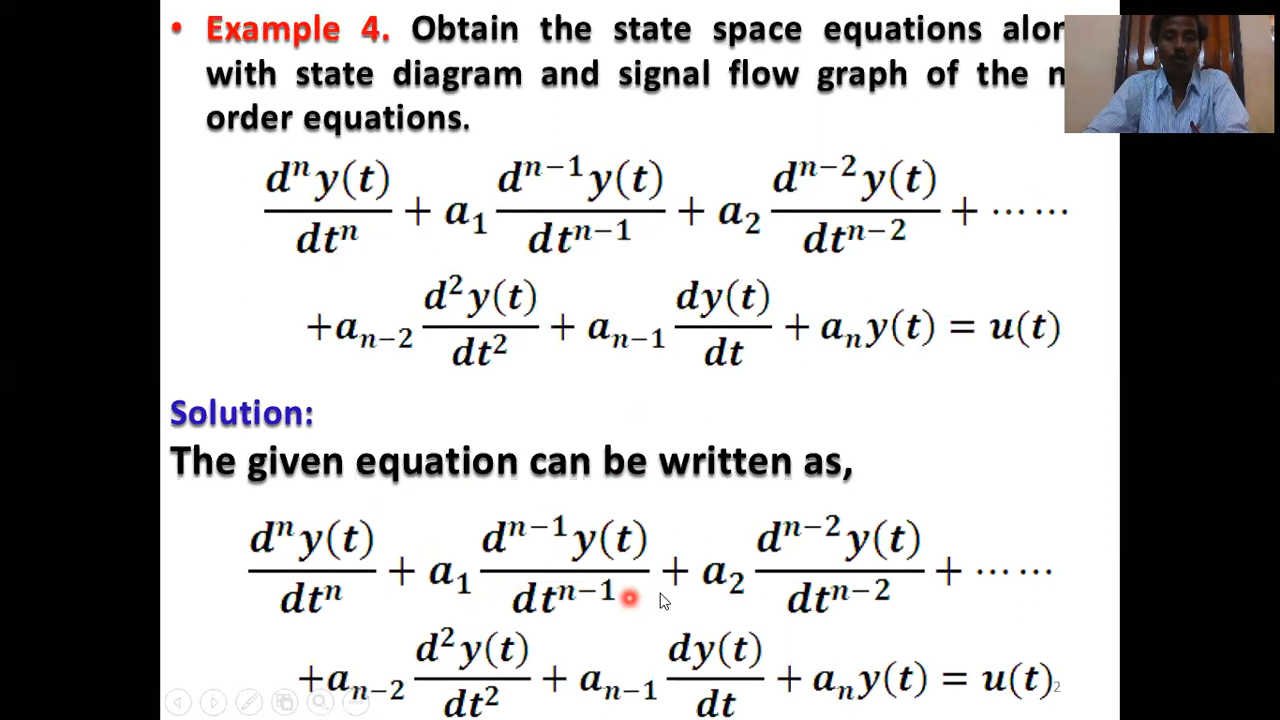 • Example 4. Obtain the state space equations
with state diagram and signal flow graph of the
order equations.
dⁿy(t)/dtⁿ + a₁ dⁿ⁻¹y(t)/dtⁿ⁻¹ + a₂ dⁿ⁻²y(t)/dtⁿ⁻² + ⋯⋯
+aₙ₋₂ d²y(t)/dt² + aₙ₋₁ dy(t)/dt + aₙy(t) = u(t)
Solution:
The given equation can be written as,
dⁿy(t)/dtⁿ + a₁ dⁿ⁻¹y(t)/dtⁿ⁻¹ + a₂ dⁿ⁻²y(t)/dtⁿ⁻² + ⋯⋯
+aₙ₋₂ d²y(t)/dt² + aₙ₋₁ dy(t)/dt + aₙy(t) = u(t)
2